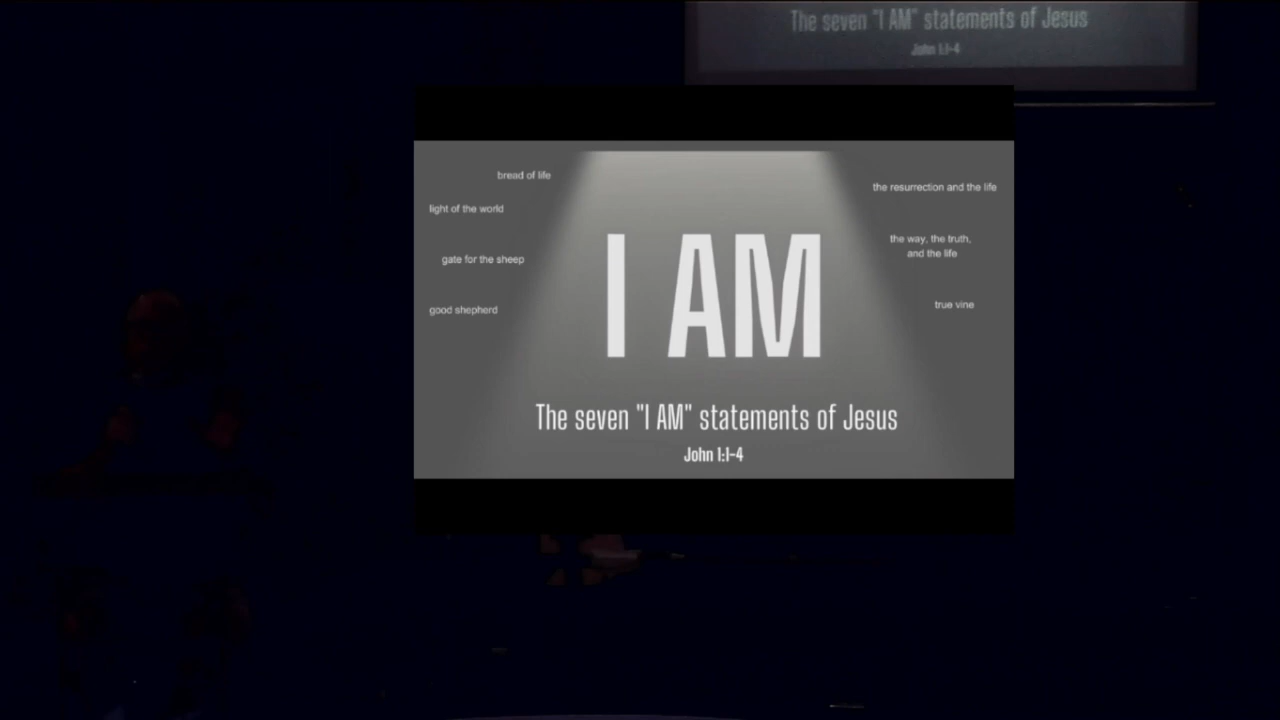 The seven "I AM" statements of Jesus
John 1:1-4
bread of life
light of the world
gate for the sheep
good shepherd
the resurrection and the life
the way, the truth,
and the life
true vine
I AM
The seven "I AM" statements of Jesus
John 1:1-4